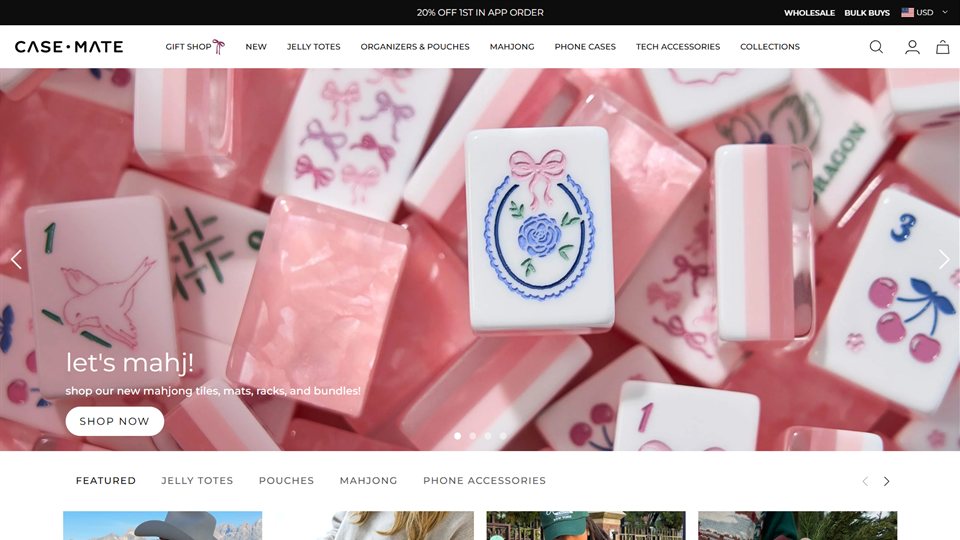 20% OFF 1ST IN APP ORDER
WHOLESALE
BULK BUYS
USD
CASE•MATE
GIFT SHOP
NEW
JELLY TOTES
ORGANIZERS & POUCHES
MAHJONG
PHONE CASES
TECH ACCESSORIES
COLLECTIONS
DRAGON
1
3
let's mahj!
shop our new mahjong tiles, mats, racks, and bundles!
SHOP NOW
1
FEATURED
JELLY TOTES
POUCHES
MAHJONG
PHONE ACCESSORIES